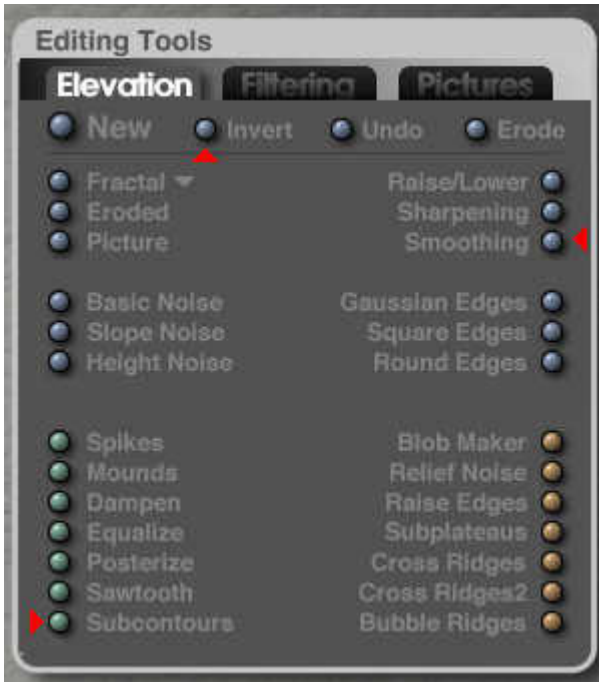 Editing Tools
Elevation Filtering Pictures
New Invert Undo Erode
Fractal Raise/Lower
Eroded Sharpening
Picture Smoothing
Basic Noise Gaussian Edges
Slope Noise Square Edges
Height Noise Round Edges
Spikes Blob Maker
Mounds Relief Noise
Dampen Raise Edges
Equalize Subplateaus
Posterize Cross Ridges
Sawtooth Cross Ridges2
Subcontours Bubble Ridges